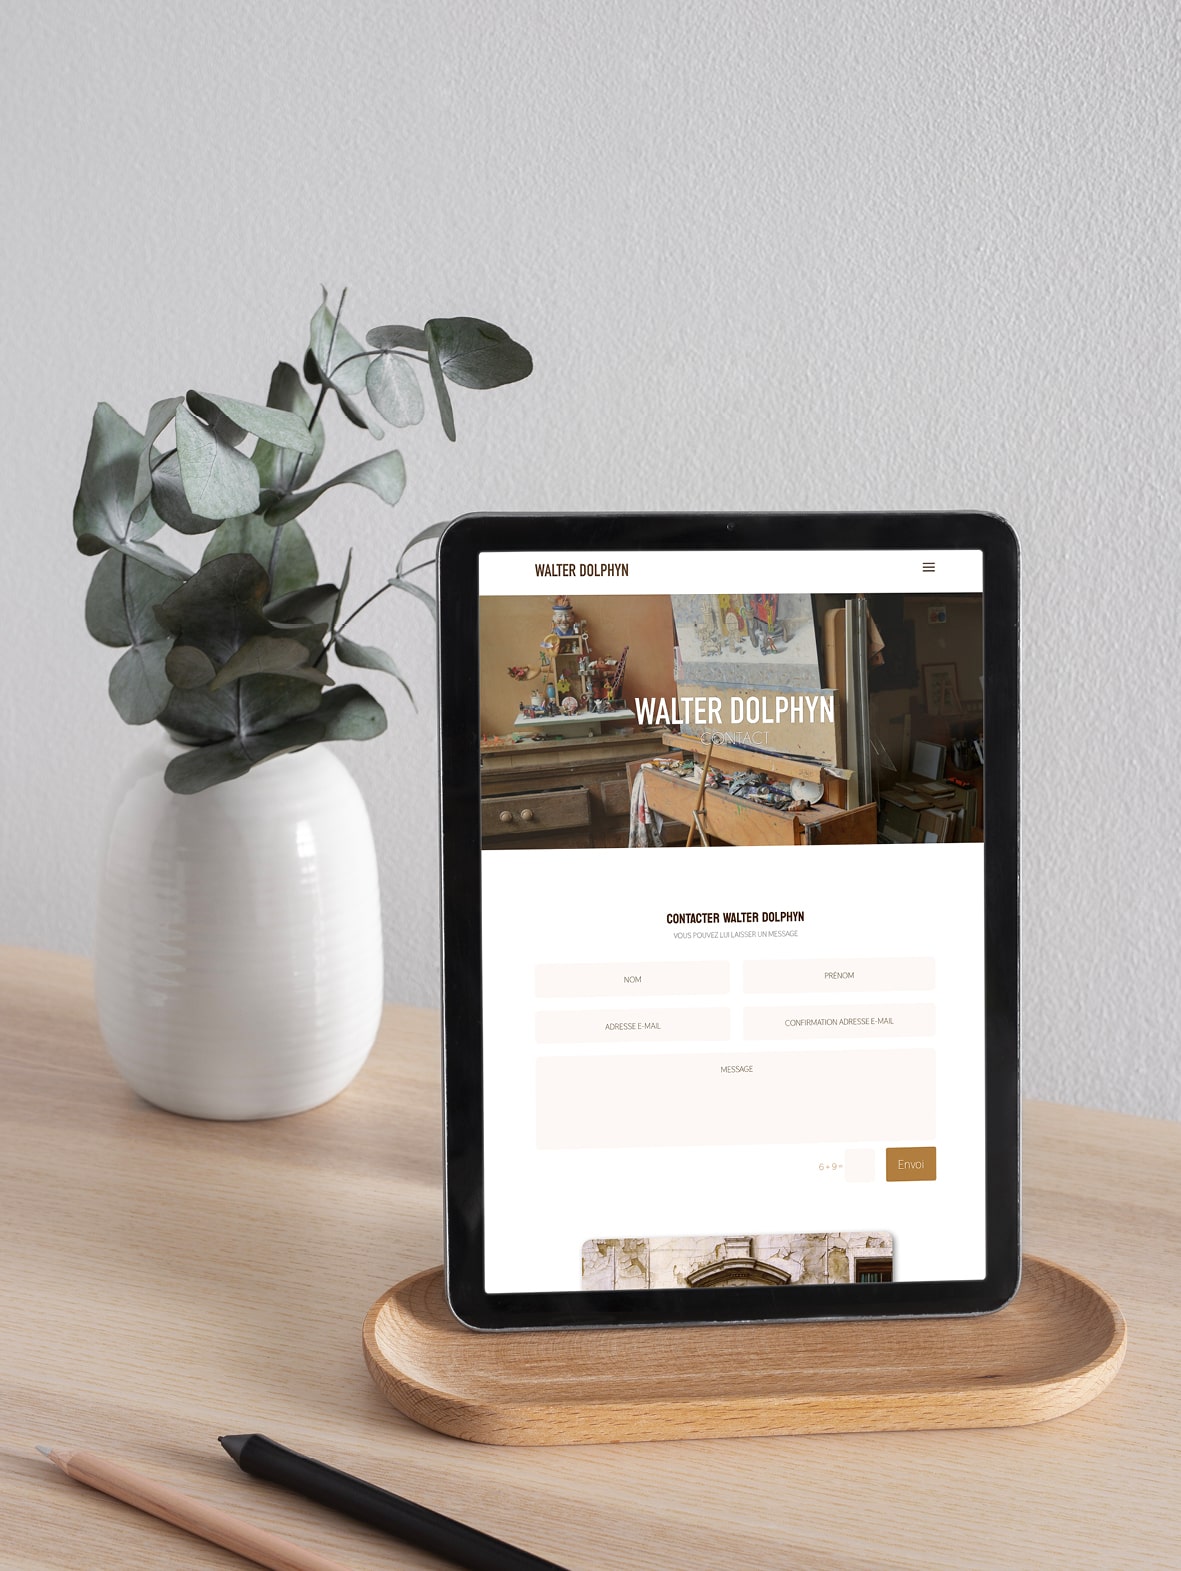 WALTER DOLPHYN
WALTER DOLPHYN
CONTACT
CONTACTER WALTER DOLPHYN
VOUS POUVEZ LUI LAISSER UN MESSAGE
NOM
PRÉNOM
ADRESSE E-MAIL
CONFIRMATION ADRESSE E-MAIL
MESSAGE
6 + 9 =
Envoi